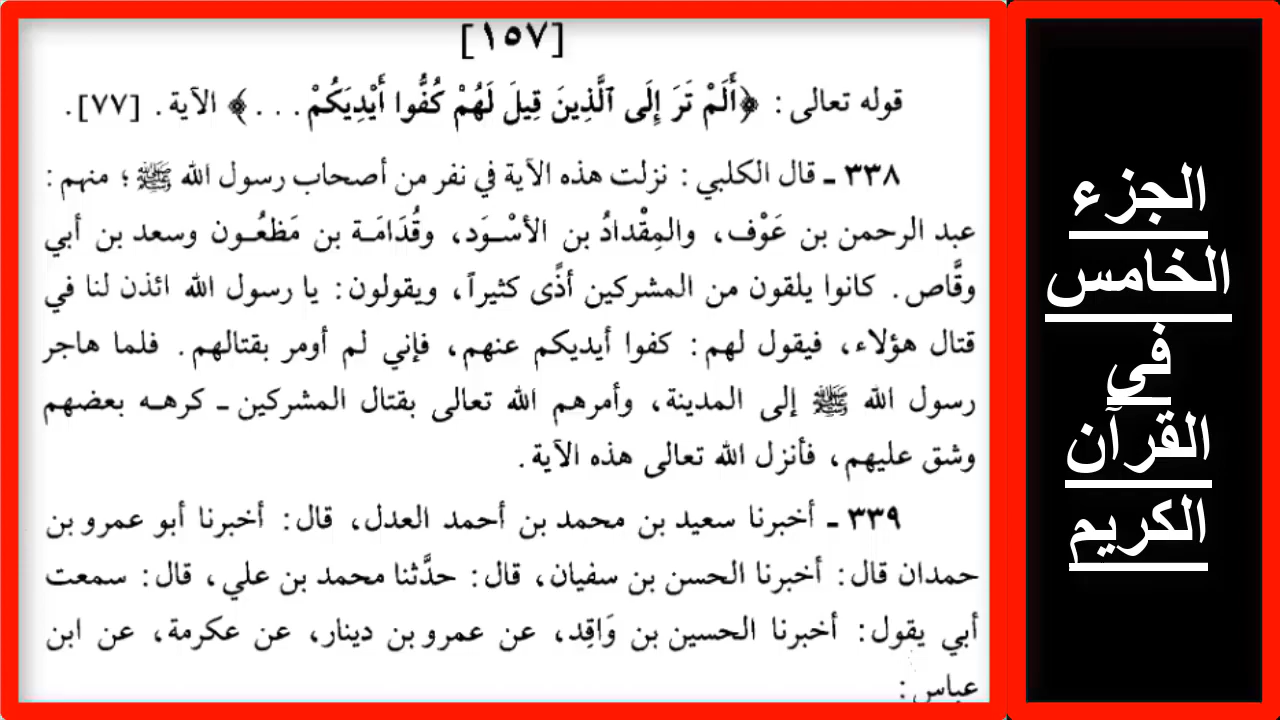 [١٥٧]
قوله تعالى : ﴿أَلَمْ تَرَ إِلَى ٱلَّذِينَ قِيلَ لَهُمْ كُفُّوا أَيْدِيَكُمْ. . .﴾ الآية. [٧٧].
٣٣٨ ـ قال الكلبي : نزلت هذه الآية في نفر من أصحاب رسول الله ﷺ ؛ منهم :
عبد الرحمن بن عَوْف، والمِقْدادُ بن الأسْـوَد، وقُدَامَـة بن مَظعُـون وسعد بن أبي
وقَّاص. كانوا يلقون من المشركين أذًى كثيراً، ويقولون: يا رسول الله ائذن لنا في
قتال هؤلاء، فيقول لهم: كفوا أيديكم عنهم، فإني لم أومر بقتالهم. فلما هاجر
رسول الله ﷺ إلى المدينة، وأمرهم الله تعالى بقتال المشركين ـ كرهـه بعضهم
وشق عليهم، فأنزل الله تعالى هذه الآية.
٣٣٩ ـ أخبرنا سعيد بن محمد بن أحمد العدل، قال: أخبرنا أبو عمرو بن
حمدان قال: أخبرنا الحسن بن سفيان، قال: حدَّثنا محمد بن علي، قال: سمعت
أبي يقول: أخبرنا الحسين بن وَاقِد، عن عمرو بن دينار، عن عكرمة، عن ابن
عباس :
الجزء
الخامس
في
القرآن
الكريم